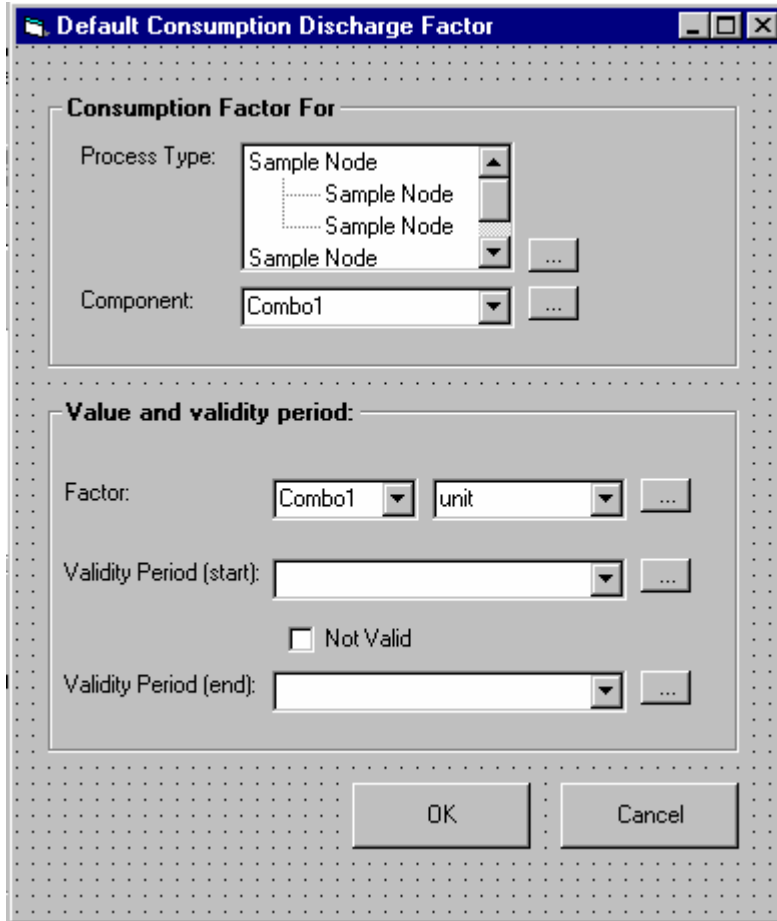 Default Consumption Discharge Factor
Consumption Factor For
Process Type:
Sample Node
Sample Node
Sample Node
Sample Node
...
Component:
Combo1
...
Value and validity period:
Factor:
Combo1
unit
...
Validity Period (start):
...
Not Valid
Validity Period (end):
...
OK
Cancel